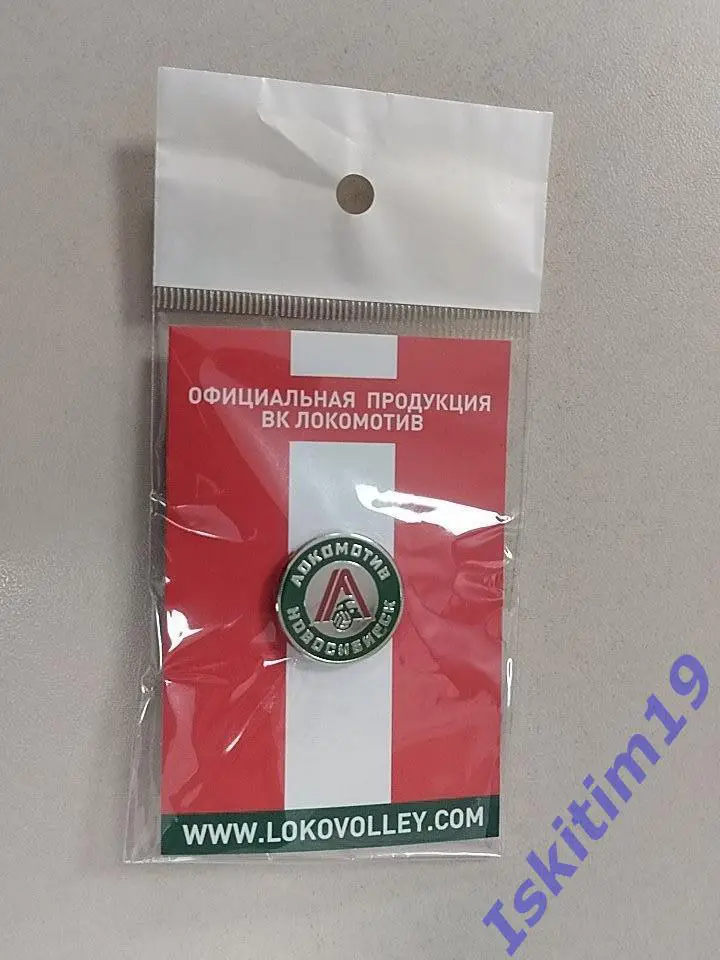 ОФИЦИАЛЬНАЯ ПРОДУКЦИЯ
ВК ЛОКОМОТИВ
ЛОКОМОТИВ
НОВОСИБИРСК
WWW.LOKOVOLLEY.COM
Iskitim19